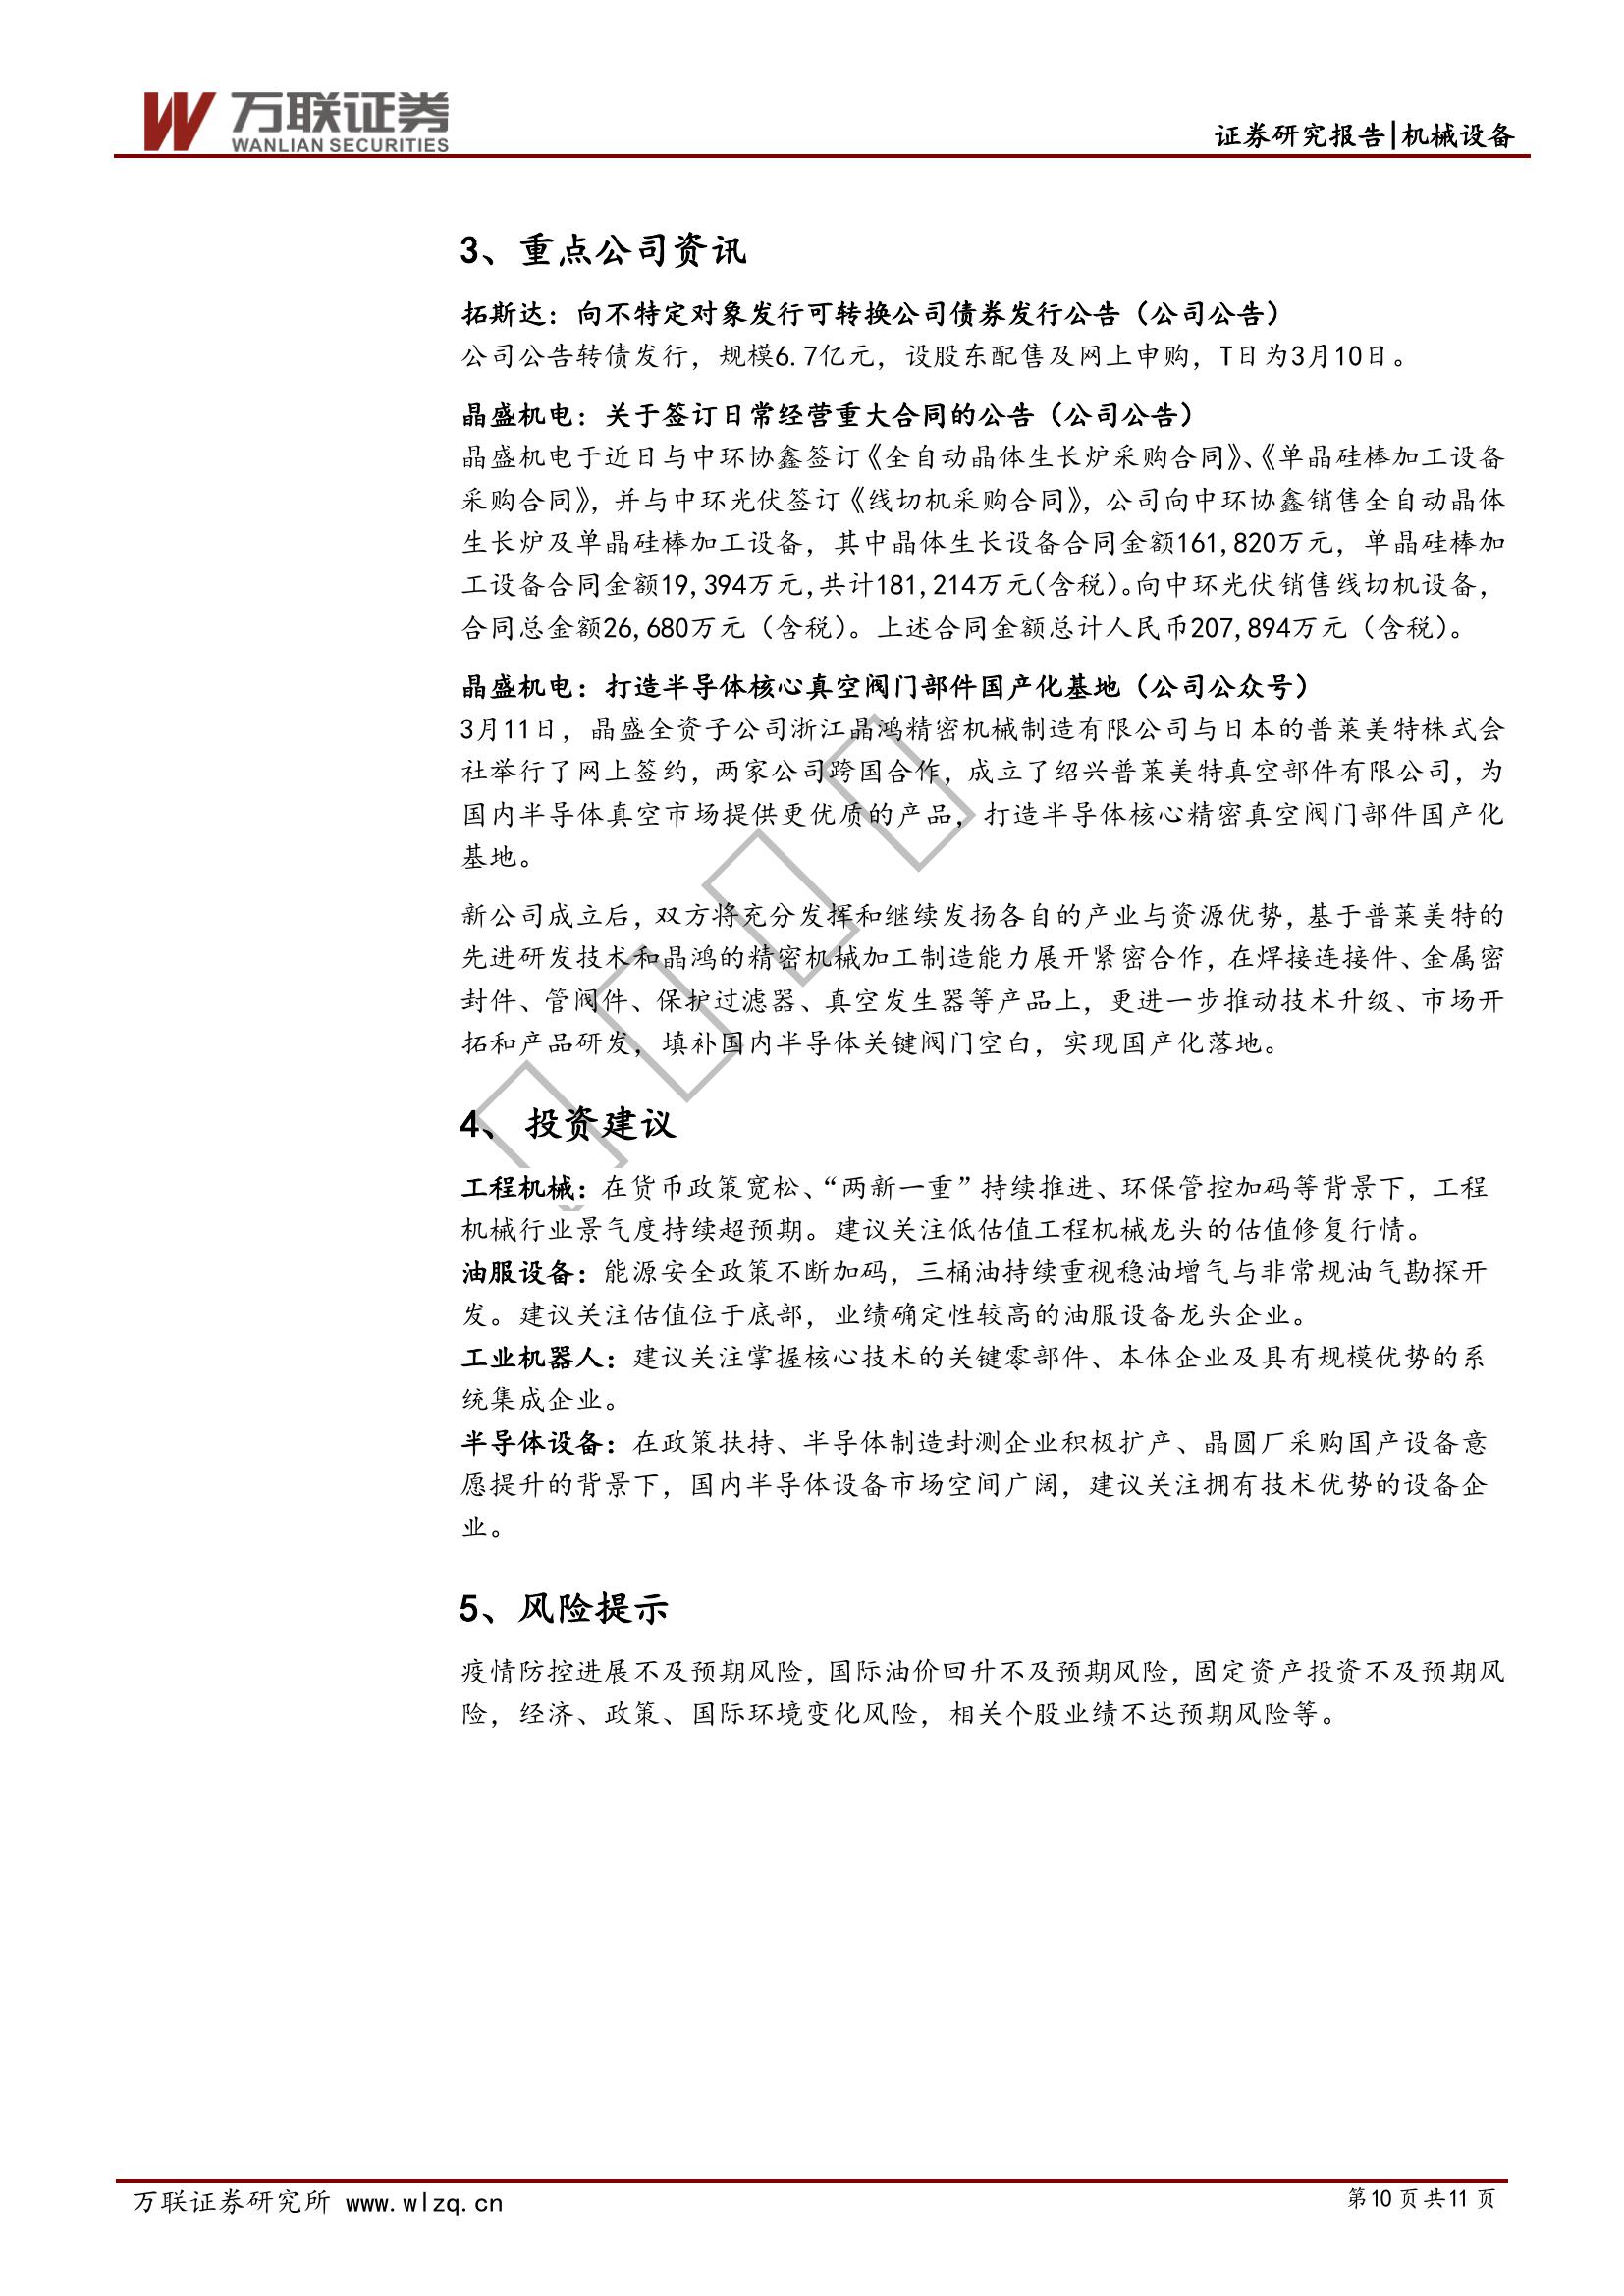 万联证券
WANLIAN SECURITIES
证券研究报告|机械设备
3、重点公司资讯
拓斯达：向不特定对象发行可转换公司债券发行公告（公司公告）
公司公告转债发行，规模6.7亿元，设股东配售及网上申购，T日为3月10日。
晶盛机电：关于签订日常经营重大合同的公告（公司公告）
晶盛机电于近日与中环协鑫签订《全自动晶体生长炉采购合同》、《单晶硅棒加工设备
采购合同》，并与中环光伏签订《线切机采购合同》，公司向中环协鑫销售全自动晶体
生长炉及单晶硅棒加工设备，其中晶体生长设备合同金额161,820万元，单晶硅棒加
工设备合同金额19,394万元,共计181,214万元(含税)。向中环光伏销售线切机设备，
合同总金额26,680万元（含税）。上述合同金额总计人民币207,894万元（含税）。
晶盛机电：打造半导体核心真空阀门部件国产化基地（公司公众号）
3月11日，晶盛全资子公司浙江晶鸿精密机械制造有限公司与日本的普莱美特株式会
社举行了网上签约，两家公司跨国合作，成立了绍兴普莱美特真空部件有限公司，为
国内半导体真空市场提供更优质的产品，打造半导体核心精密真空阀门部件国产化
基地。
新公司成立后，双方将充分发挥和继续发扬各自的产业与资源优势，基于普莱美特的
先进研发技术和晶鸿的精密机械加工制造能力展开紧密合作，在焊接连接件、金属密
封件、管阀件、保护过滤器、真空发生器等产品上，更进一步推动技术升级、市场开
拓和产品研发，填补国内半导体关键阀门空白，实现国产化落地。
4、投资建议
工程机械：在货币政策宽松、“两新一重”持续推进、环保管控加码等背景下，工程
机械行业景气度持续超预期。建议关注低估值工程机械龙头的估值修复行情。
油服设备：能源安全政策不断加码，三桶油持续重视稳油增气与非常规油气勘探开
发。建议关注估值位于底部，业绩确定性较高的油服设备龙头企业。
工业机器人：建议关注掌握核心技术的关键零部件、本体企业及具有规模优势的系
统集成企业。
半导体设备：在政策扶持、半导体制造封测企业积极扩产、晶圆厂采购国产设备意
愿提升的背景下，国内半导体设备市场空间广阔，建议关注拥有技术优势的设备企
业。
5、风险提示
疫情防控进展不及预期风险，国际油价回升不及预期风险，固定资产投资不及预期风
险，经济、政策、国际环境变化风险，相关个股业绩不达预期风险等。
万联证券研究所 www.wlzq.cn
第10页共11页